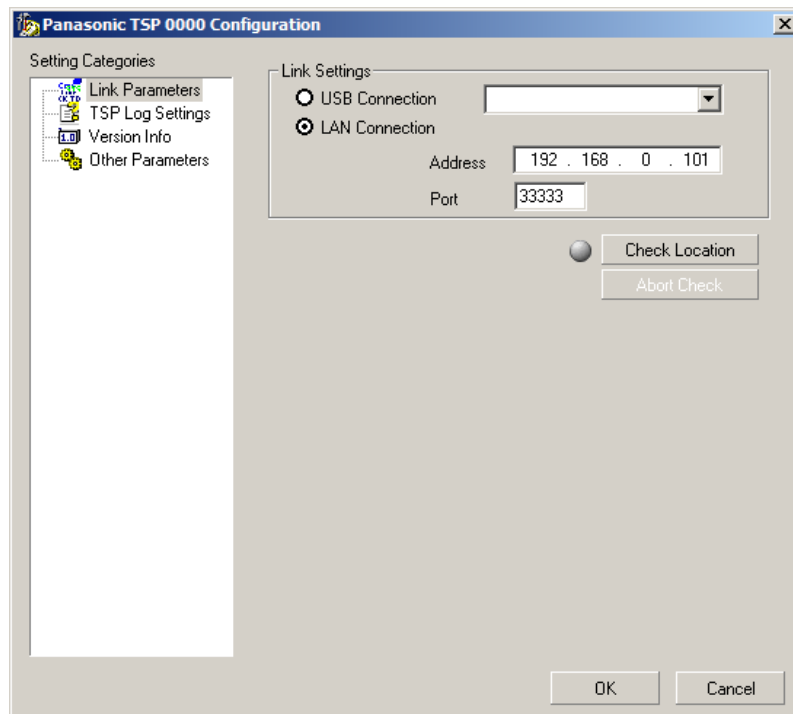 Panasonic TSP 0000 Configuration
Setting Categories
Link Parameters
TSP Log Settings
Version Info
Other Parameters
Link Settings
USB Connection
LAN Connection
Address 192 . 168 . 0 . 101
Port 33333
Check Location
Abort Check
OK Cancel